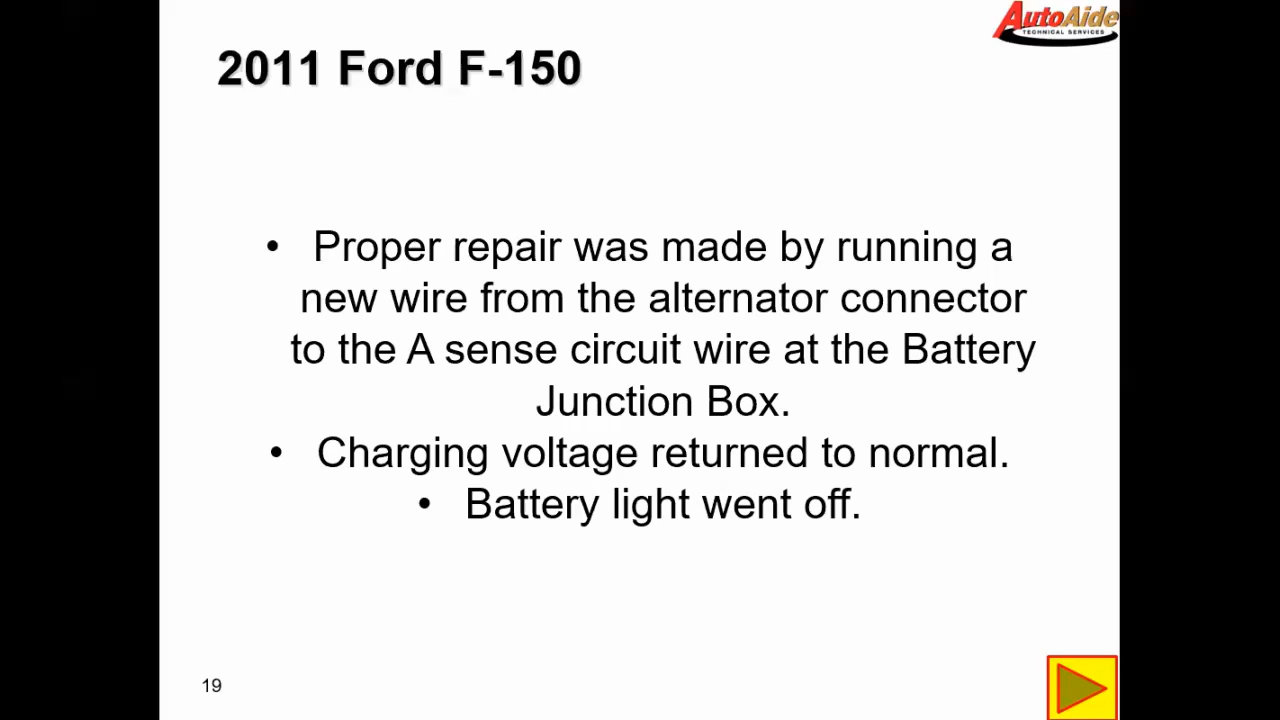 AutoAide
TECHNICAL SERVICES
2011 Ford F-150
• Proper repair was made by running a
new wire from the alternator connector
to the A sense circuit wire at the Battery
Junction Box.
• Charging voltage returned to normal.
• Battery light went off.
19